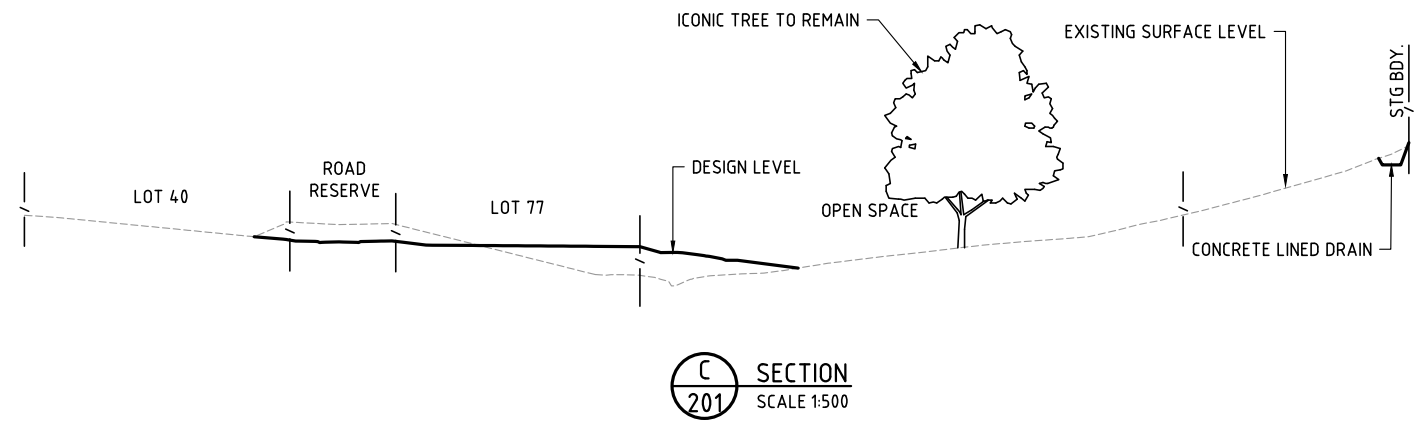 ICONIC TREE TO REMAIN
EXISTING SURFACE LEVEL
STG BDY.
LOT 40
ROAD
RESERVE
LOT 77
DESIGN LEVEL
OPEN SPACE
CONCRETE LINED DRAIN
C
201
SECTION
SCALE 1:500